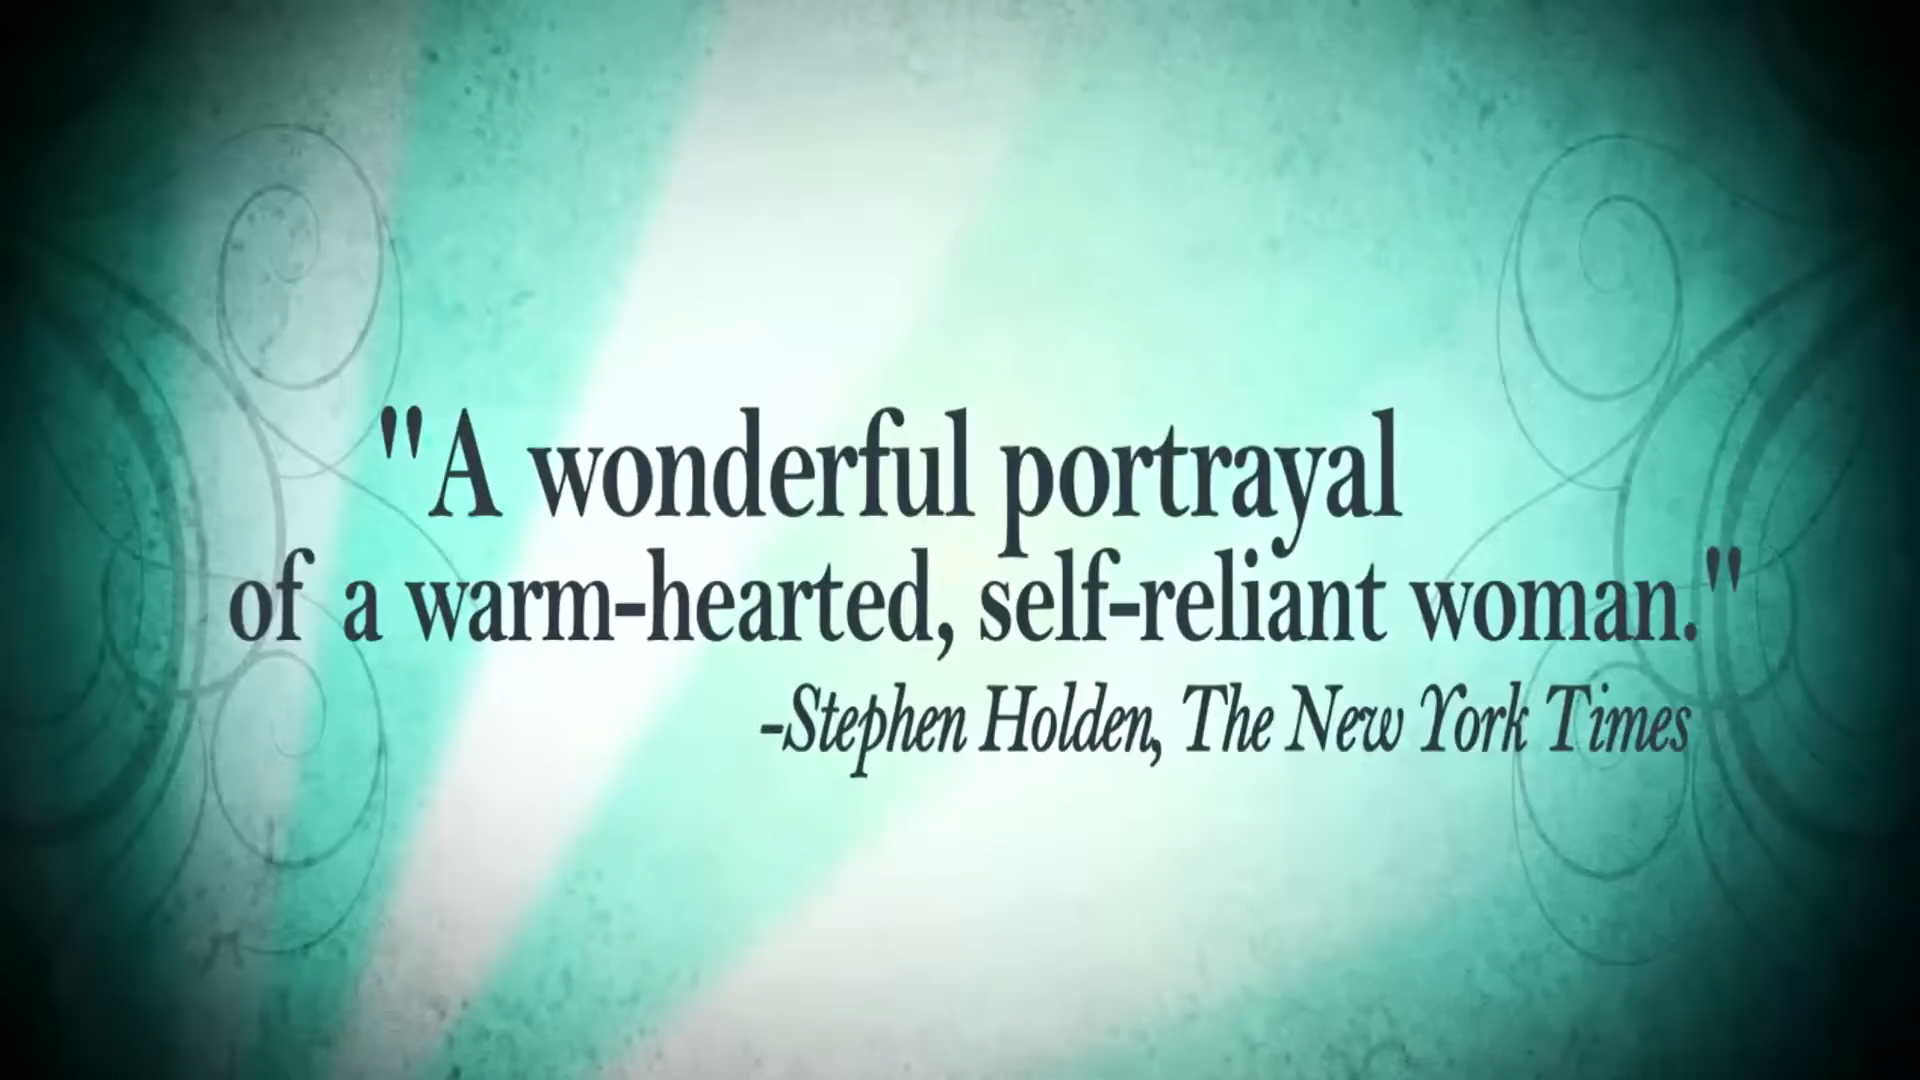 "A wonderful portrayal
of a warm-hearted, self-reliant woman."
-Stephen Holden, The New York Times